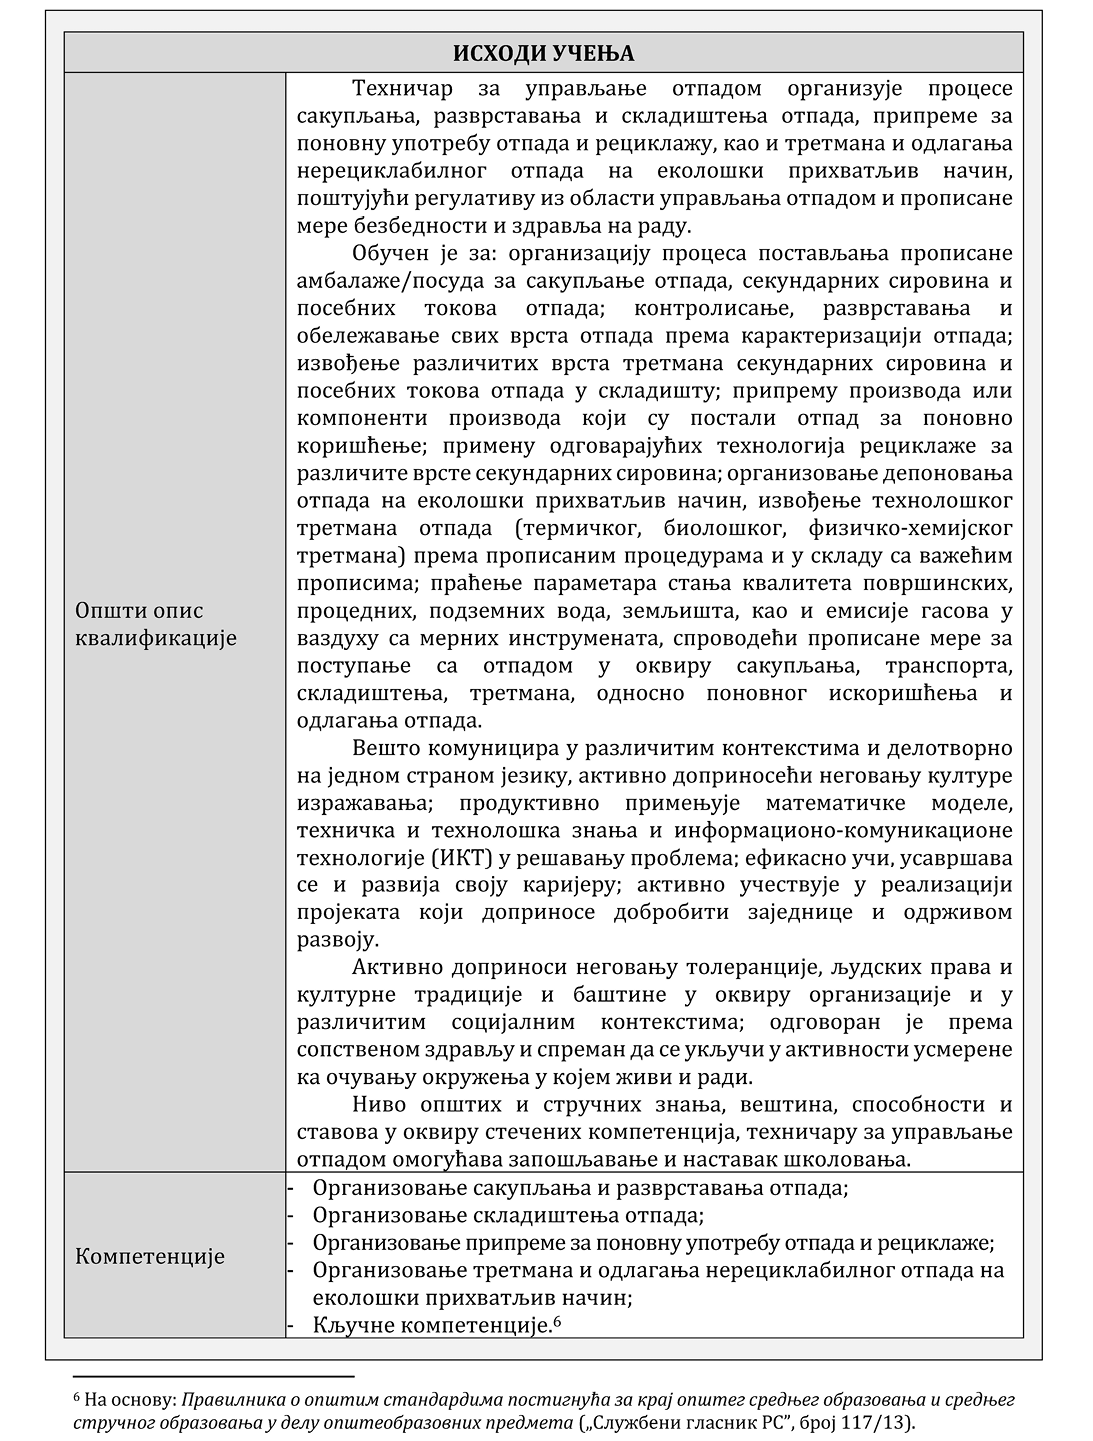 ИСХОДИ УЧЕЊА
Техничар за управљање отпадом организује процесе
сакупљања, разврставања и складиштења отпада, припреме за
поновну употребу отпада и рециклажу, као и третмана и одлагања
нерециклабилног отпада на еколошки прихватљив начин,
поштујући регулативу из области управљања отпадом и прописане
мере безбедности и здравља на раду.
Обучен је за: организацију процеса постављања прописане
амбалаже/посуда за сакупљање отпада, секундарних сировина и
посебних токова отпада; контролисање, разврставања и
обележавање свих врста отпада према карактеризацији отпада;
извођење различитих врста третмана секундарних сировина и
посебних токова отпада у складишту; припрему производа или
компоненти производа који су постали отпад за поновно
коришћење; примену одговарајућих технологија рециклаже за
различите врсте секундарних сировина; организовање депоновања
отпада на еколошки прихватљив начин, извођење технолошког
третмана отпада (термичког, биолошког, физичко-хемијског
третмана) према прописаним процедурама и у складу са важећим
прописима; праћење параметара стања квалитета површинских,
процедних, подземних вода, земљишта, као и емисије гасова у
ваздуху са мерних инструмената, спроводећи прописане мере за
поступање са отпадом у оквиру сакупљања, транспорта,
складиштења, третмана, односно поновног искоришћења и
одлагања отпада.
Вешто комуницира у различитим контекстима и делотворно
на једном страном језику, активно доприносећи неговању културе
изражавања; продуктивно примењује математичке моделе,
техничка и технолошка знања и информационо-комуникационе
технологије (ИКТ) у решавању проблема; ефикасно учи, усавршава
се и развија своју каријеру; активно учествује у реализацији
пројеката који доприносе добробити заједнице и одрживом
развоју.
Активно доприноси неговању толеранције, људских права и
културне традиције и баштине у оквиру организације и у
различитим социјалним контекстима; одговоран је према
сопственом здрављу и спреман да се укључи у активности усмерене
ка очувању окружења у којем живи и ради.
Ниво општих и стручних знања, вештина, способности и
ставова у оквиру стечених компетенција, техничару за управљање
отпадом омогућава запошљавање и наставак школовања.
Општи опис
квалификације
Компетенције
- Организовање сакупљања и разврставања отпада;
- Организовање складиштења отпада;
- Организовање припреме за поновну употребу отпада и рециклаже;
- Организовање третмана и одлагања нерециклабилног отпада на
еколошки прихватљив начин;
- Кључне компетенције.⁶
⁶ На основу: Правилника о општим стандардима постигнућа за крај општег средњег образовања и средњег
стручног образовања у делу општеобразовних предмета („Службени гласник РС”, број 117/13).